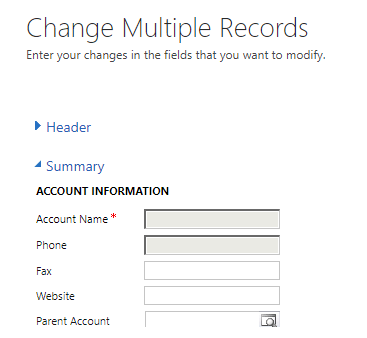 Change Multiple Records
Enter your changes in the fields that you want to modify.
Header
Summary
ACCOUNT INFORMATION
Account Name *
Phone
Fax
Website
Parent Account